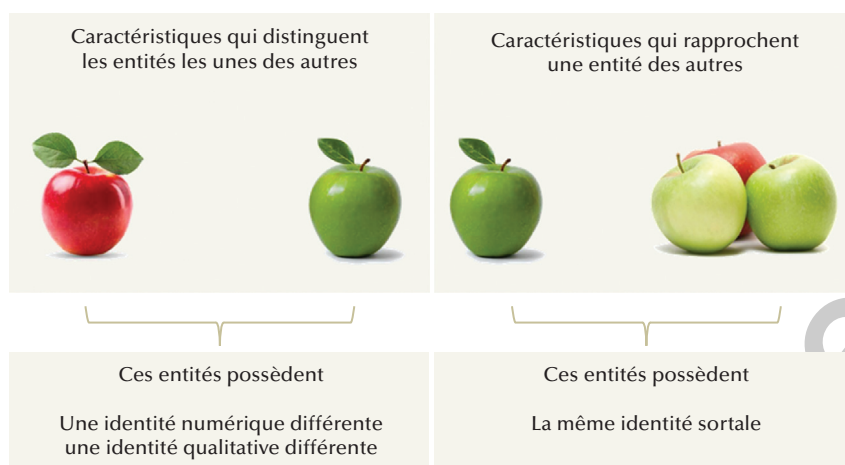 Caractéristiques qui distinguent
les entités les unes des autres
Caractéristiques qui rapprochent
une entité des autres
Ces entités possèdent
Une identité numérique différente
une identité qualitative différente
Ces entités possèdent
La même identité sortale